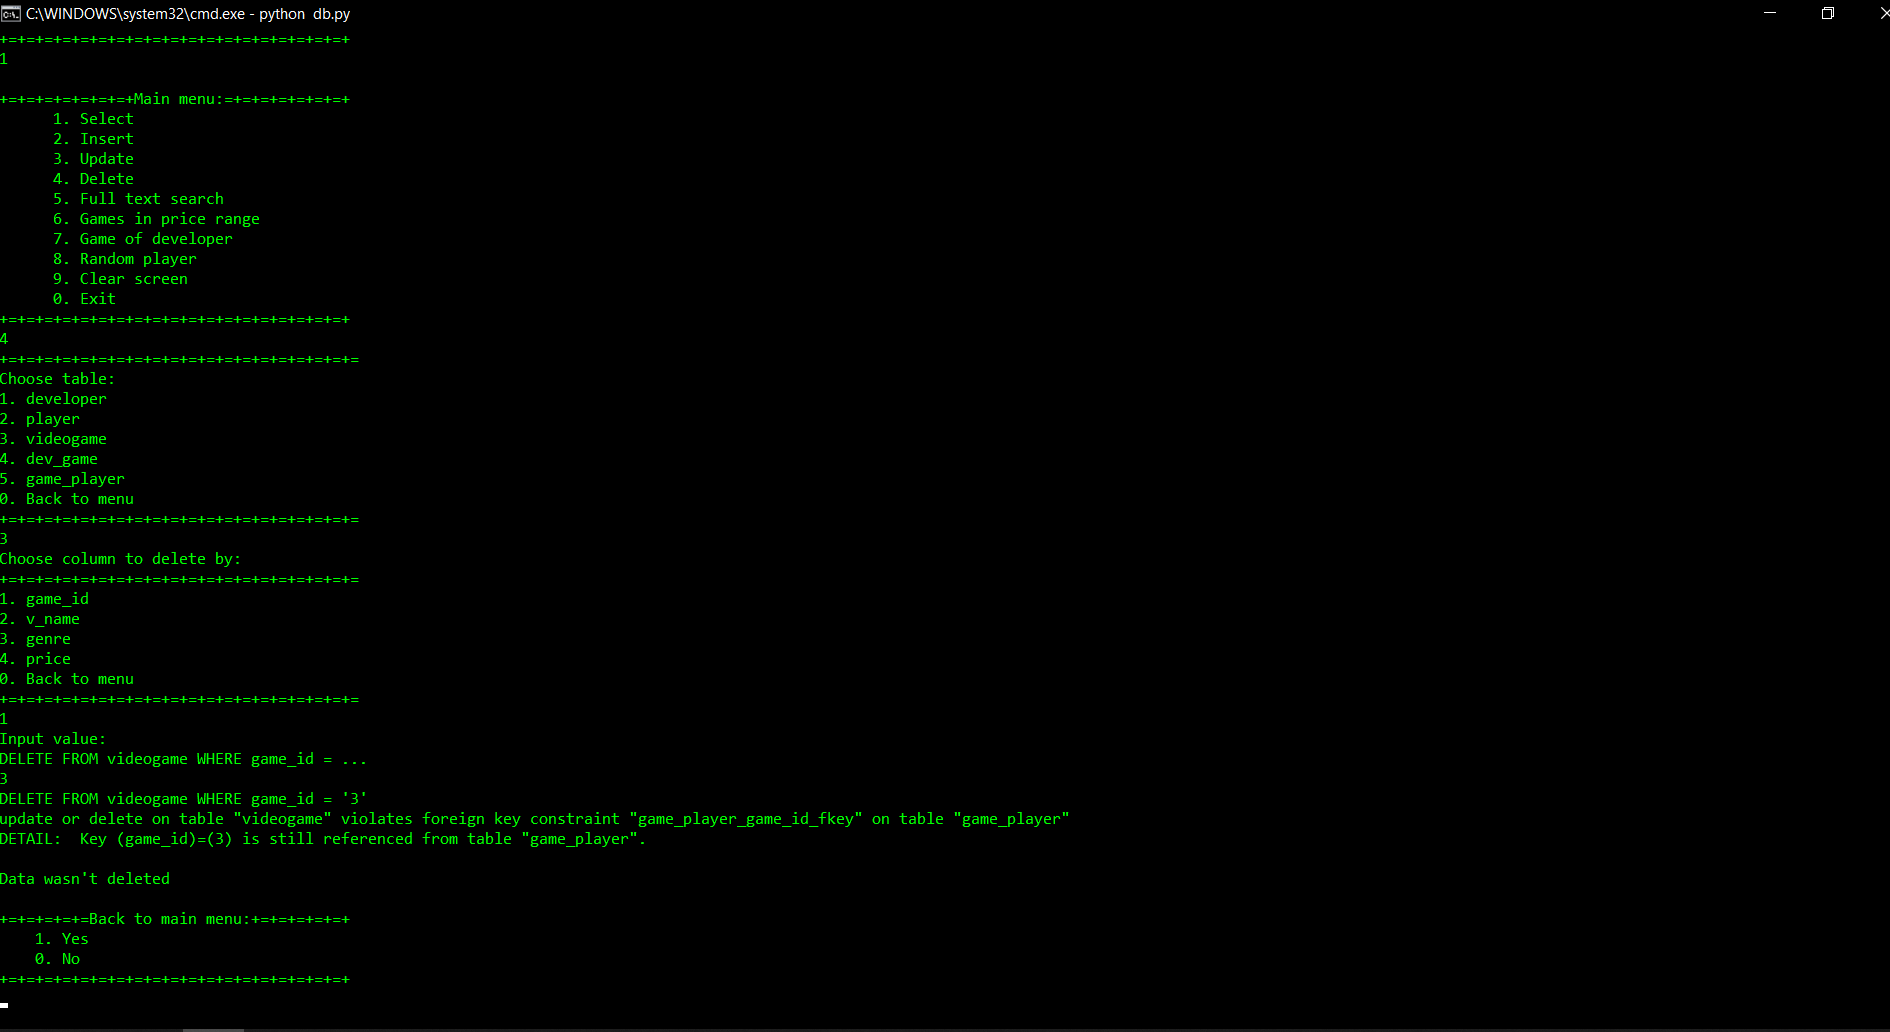 C:\WINDOWS\system32\cmd.exe - python  db.py
+=+=+=+=+=+=+=+=+=+=+=+=+=+=+=+=+=+=+=+
1
+=+=+=+=+=+=+=+Main menu:=+=+=+=+=+=+=+
1. Select
2. Insert
3. Update
4. Delete
5. Full text search
6. Games in price range
7. Game of developer
8. Random player
9. Clear screen
0. Exit
+=+=+=+=+=+=+=+=+=+=+=+=+=+=+=+=+=+=+=+
4
+=+=+=+=+=+=+=+=+=+=+=+=+=+=+=+=+=+=+=+=
Choose table:
1. developer
2. player
3. videogame
4. dev_game
5. game_player
0. Back to menu
+=+=+=+=+=+=+=+=+=+=+=+=+=+=+=+=+=+=+=+=
3
Choose column to delete by:
+=+=+=+=+=+=+=+=+=+=+=+=+=+=+=+=+=+=+=+=
1. game_id
2. v_name
3. genre
4. price
0. Back to menu
+=+=+=+=+=+=+=+=+=+=+=+=+=+=+=+=+=+=+=+=
1
Input value:
DELETE FROM videogame WHERE game_id = ...
3
DELETE FROM videogame WHERE game_id = '3'
update or delete on table "videogame" violates foreign key constraint "game_player_game_id_fkey" on table "game_player"
DETAIL:  Key (game_id)=(3) is still referenced from table "game_player".
Data wasn't deleted
+=+=+=+=+=Back to main menu:+=+=+=+=+=+
1. Yes
0. No
+=+=+=+=+=+=+=+=+=+=+=+=+=+=+=+=+=+=+=+